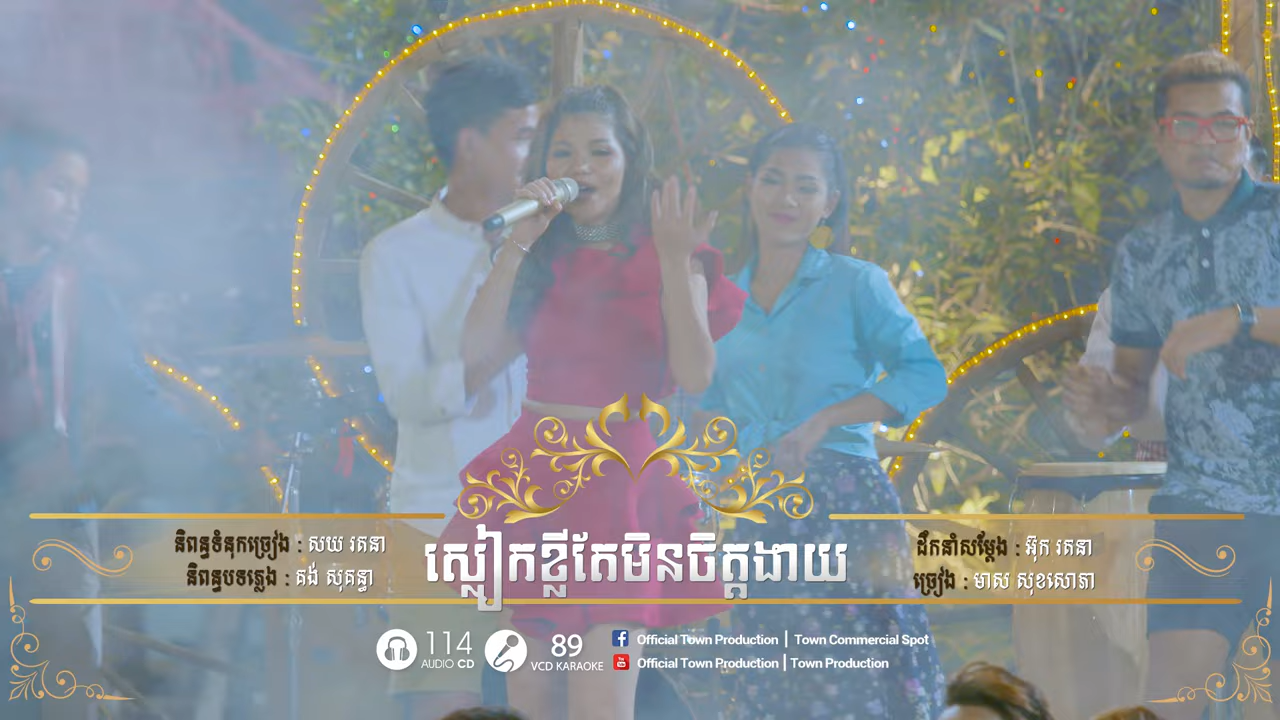 និពន្ធទំនុកច្រៀង : សយ រតនា
និពន្ធបទភ្លេង : គង់ សុគន្ធា
ស្លៀកខ្លីតែមិនចិត្តងាយ
ដឹកនាំសម្តែង : អ៊ុក រតនា
ច្រៀង : មាស សុខសោភា
114
AUDIO CD
89
VCD KARAOKE
Official Town Production | Town Commercial Spot
Official Town Production | Town Production